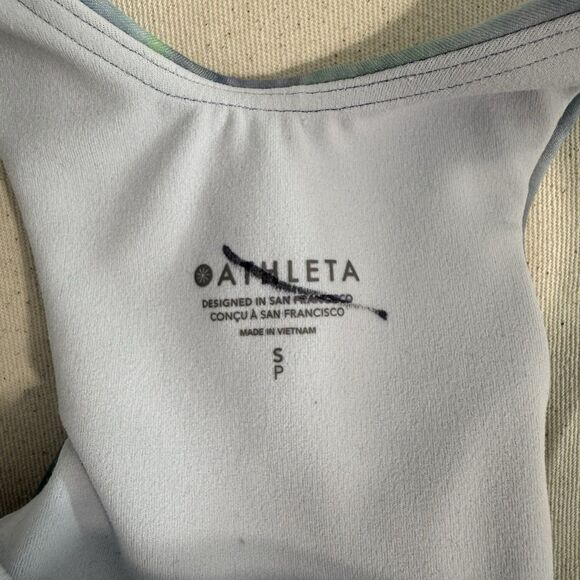 ATHLETA
DESIGNED IN SAN FRANCISCO
CONÇU À SAN FRANCISCO
MADE IN VIETNAM
S
P